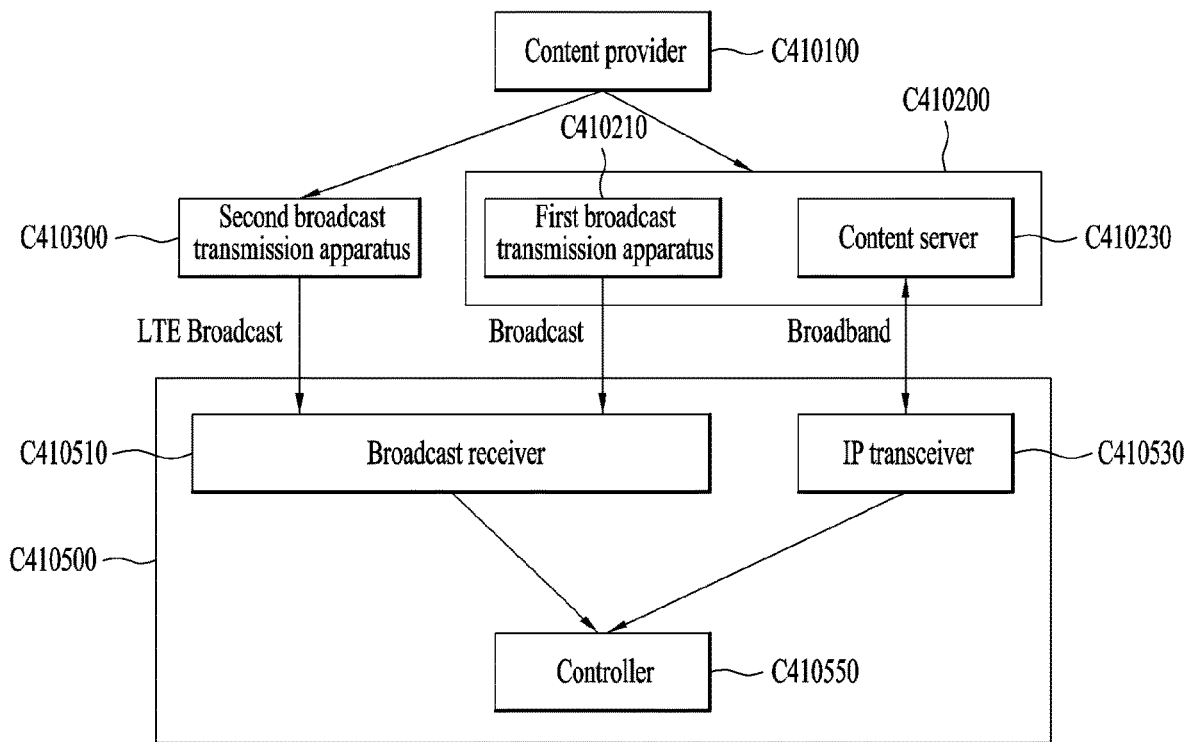 Content provider
C410100
C410200
C410210
C410300
Second broadcast
transmission apparatus
First broadcast
transmission apparatus
Content server
C410230
LTE Broadcast
Broadcast
Broadband
C410510
Broadcast receiver
IP transceiver
C410530
C410500
Controller
C410550